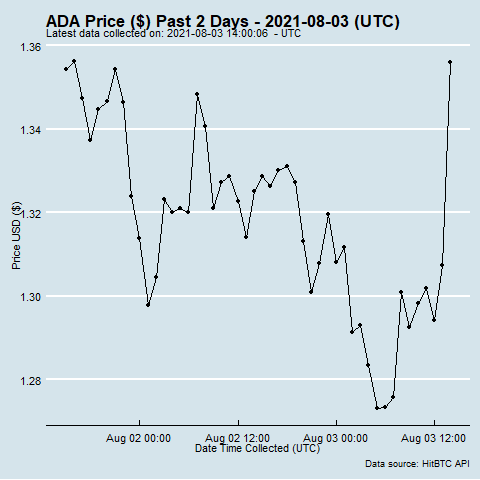 ADA Price ($) Past 2 Days - 2021-08-03 (UTC)
Latest data collected on: 2021-08-03 14:00:06 - UTC
1.36
1.34
1.32
1.30
1.28
Price USD ($)
Aug 02 00:00 Aug 02 12:00 Aug 03 00:00 Aug 03 12:00
Date Time Collected (UTC)
Data source: HitBTC API